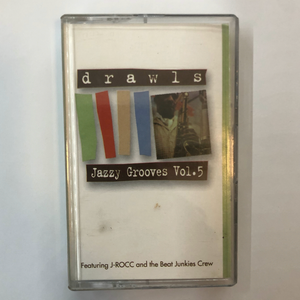 drawls
Jazzy Grooves Vol.5
Featuring J-ROCC and the Beat Junkies Crew